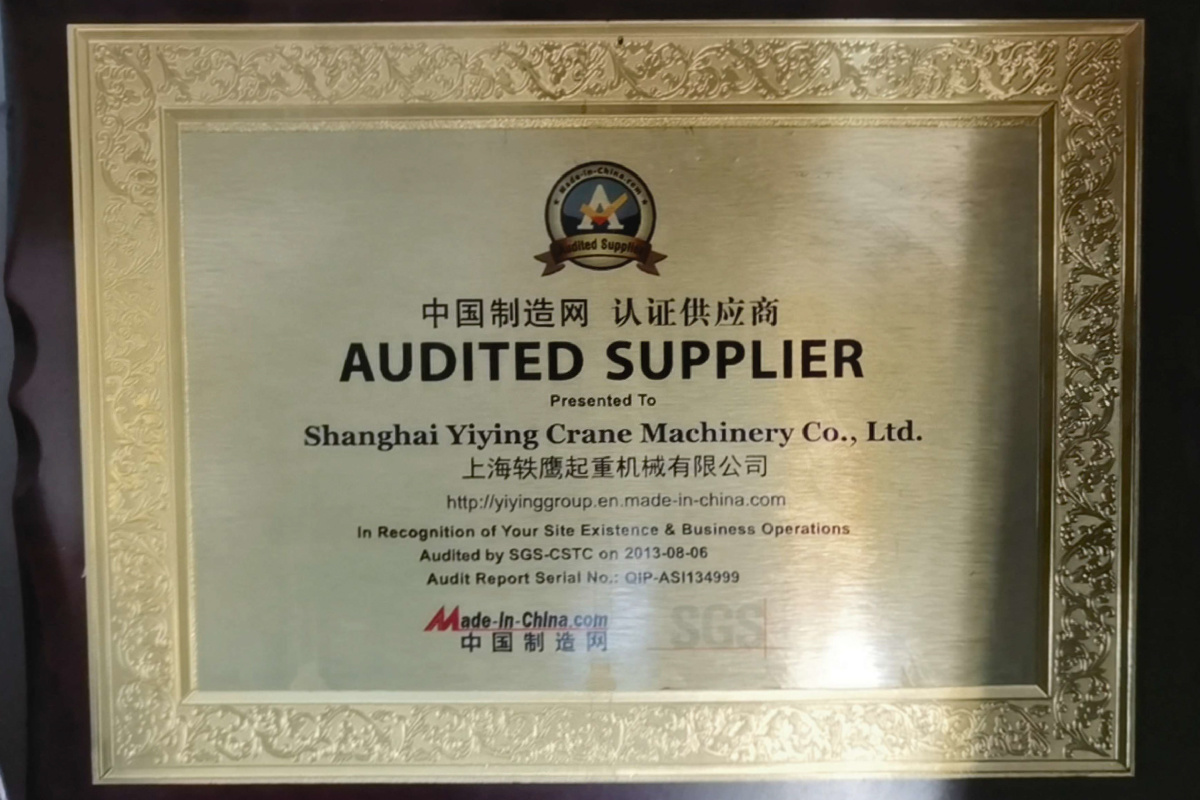 Made-in-China.com
A
Audited Supplier
中国制造网 认证供应商
AUDITED SUPPLIER
Presented To
Shanghai Yiying Crane Machinery Co., Ltd.
上海轶鹰起重机械有限公司
http://yiyinggroup.en.made-in-china.com
In Recognition of Your Site Existence & Business Operations
Audited by SGS-CSTC on 2013-08-06
Audit Report Serial No.: QIP-ASI134999
Made-in-China.com SGS
中国制造网